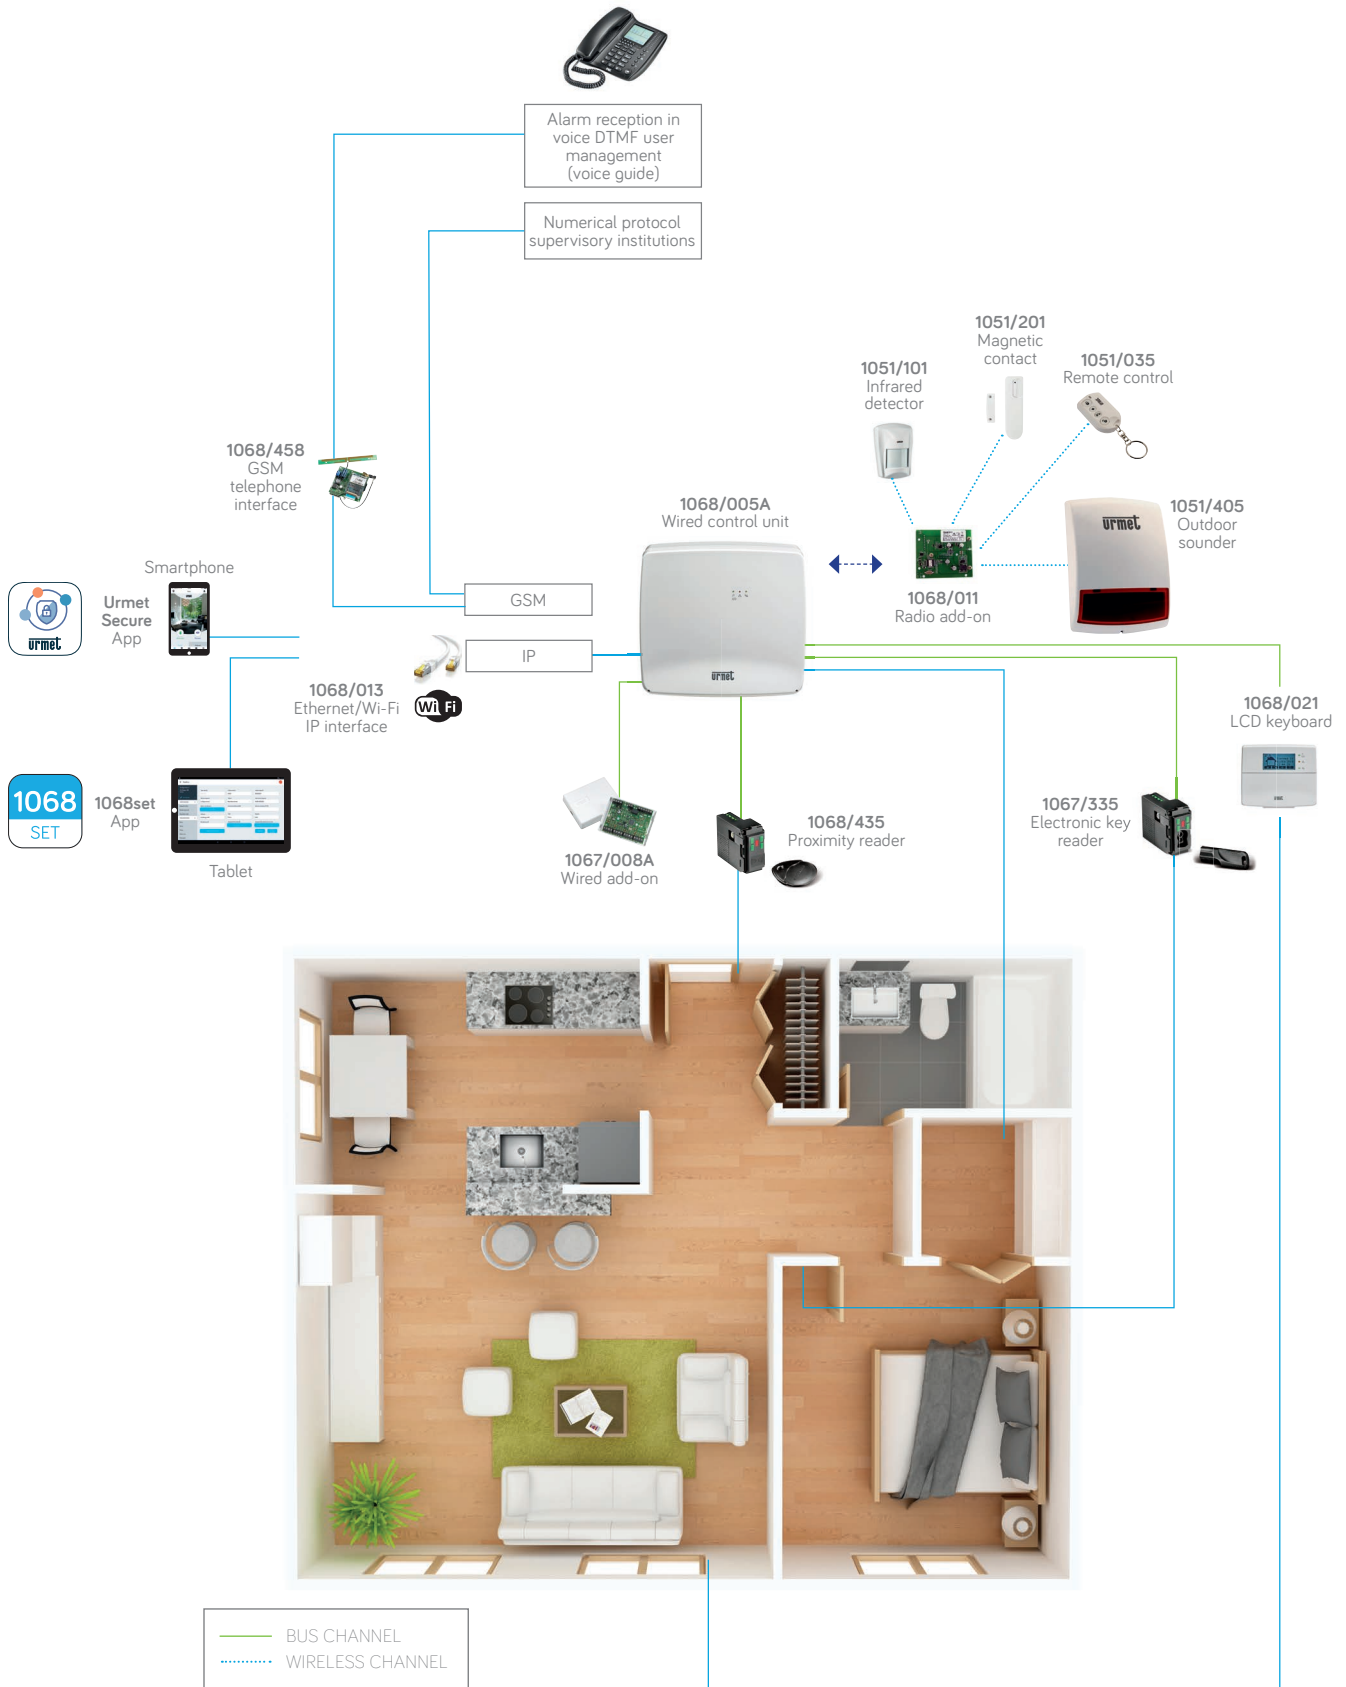 Alarm reception in
voice DTMF user
management
(voice guide)
Numerical protocol
supervisory institutions
1051/201
Magnetic
contact
1051/035
Remote control
1051/101
Infrared
detector
1068/458
GSM
telephone
interface
1068/005A
Wired control unit
1051/405
Outdoor
sounder
urmet
1068/011
Radio add-on
Smartphone
Urmet
Secure
App
urmet
GSM
IP
urmet
1068/013
Ethernet/Wi-Fi
IP interface
Wi Fi
1068/021
LCD keyboard
1068
SET
1068set
App
Tablet
1067/008A
Wired add-on
1068/435
Proximity reader
1067/335
Electronic key
reader
BUS CHANNEL
WIRELESS CHANNEL